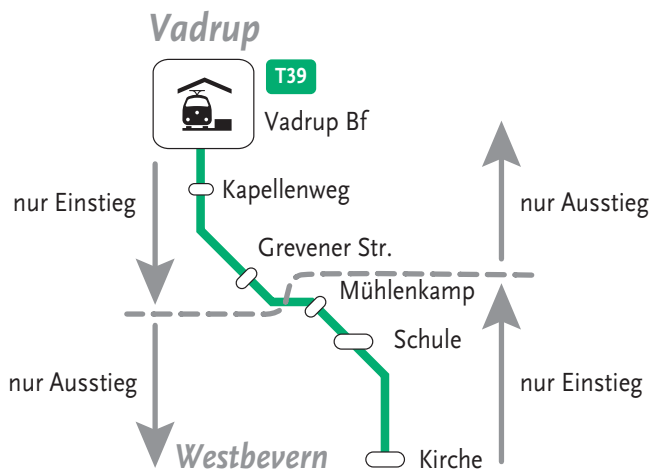 Vadrup
T39
Vadrup Bf
nur Einstieg
Kapellenweg
nur Ausstieg
Grevener Str.
Mühlenkamp
Schule
nur Ausstieg
nur Einstieg
Westbevern
Kirche